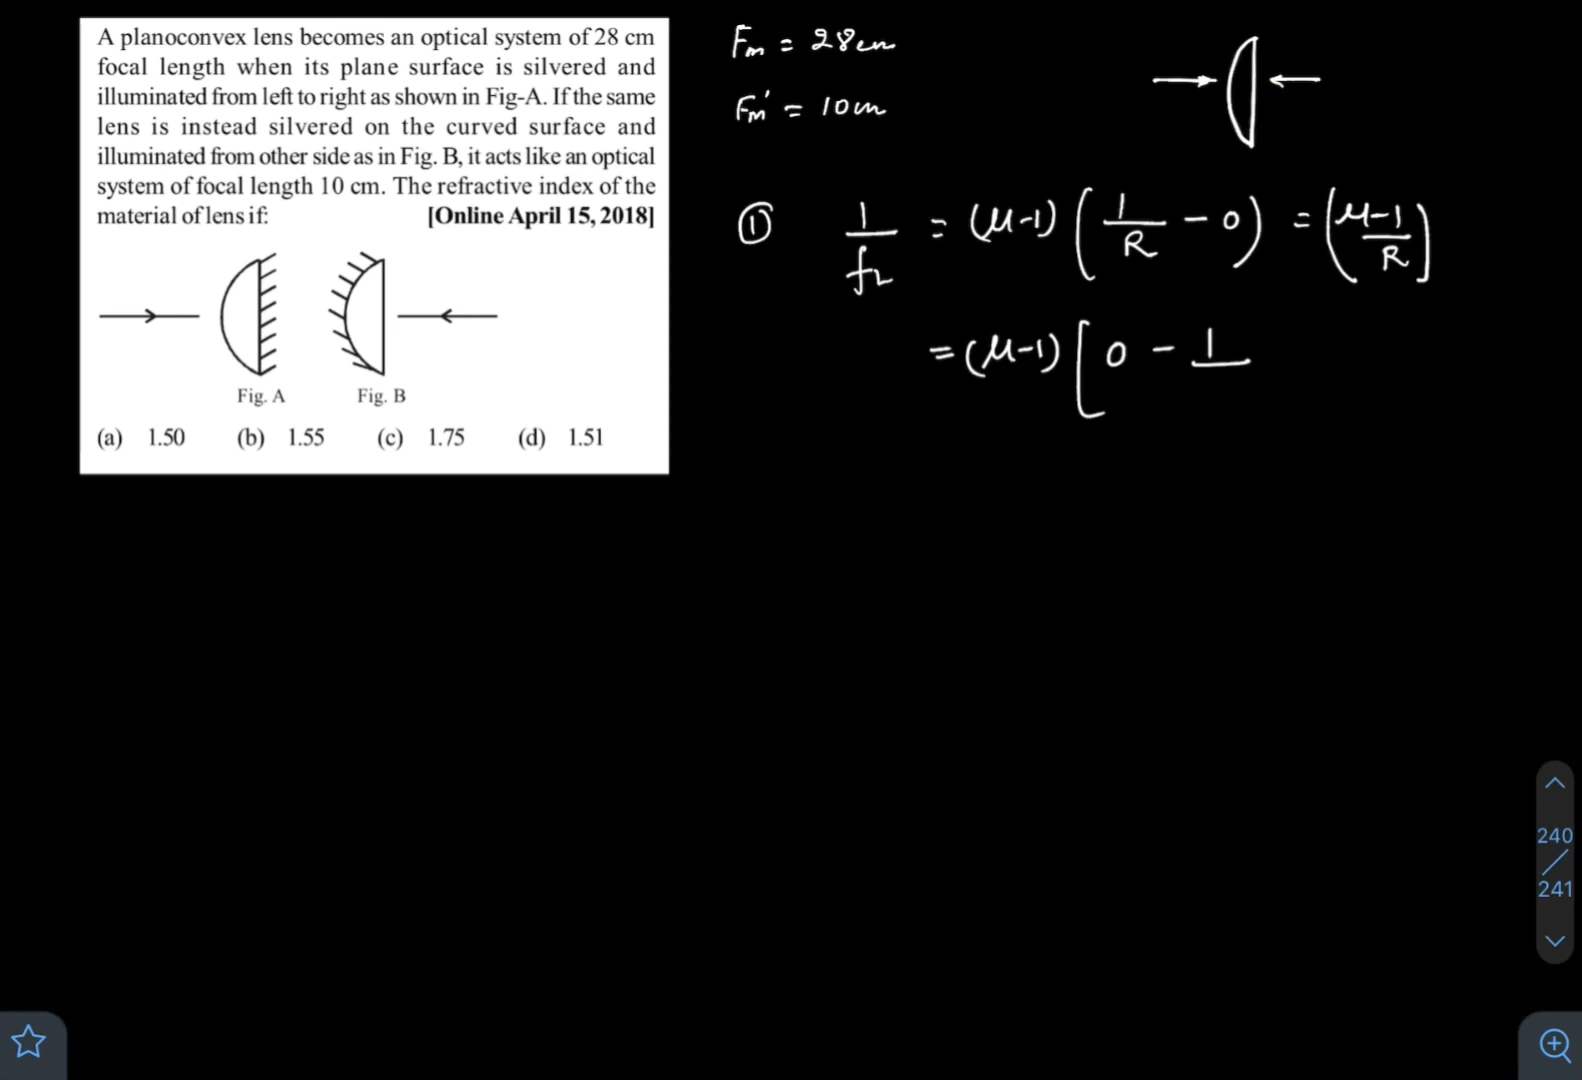 A planoconvex lens becomes an optical system of 28 cm
focal length when its plane surface is silvered and
illuminated from left to right as shown in Fig-A. If the same
lens is instead silvered on the curved surface and
illuminated from other side as in Fig. B, it acts like an optical
system of focal length 10 cm. The refractive index of the
material of lens if: [Online April 15, 2018]
Fig. A Fig. B
(a) 1.50 (b) 1.55 (c) 1.75 (d) 1.51
Fm = 28cm
Fm' = 10cm
① 1/fL = (μ-1) (1/R - 0) = (μ-1/R)
= (μ-1) [ 0 - 1
240
/
241